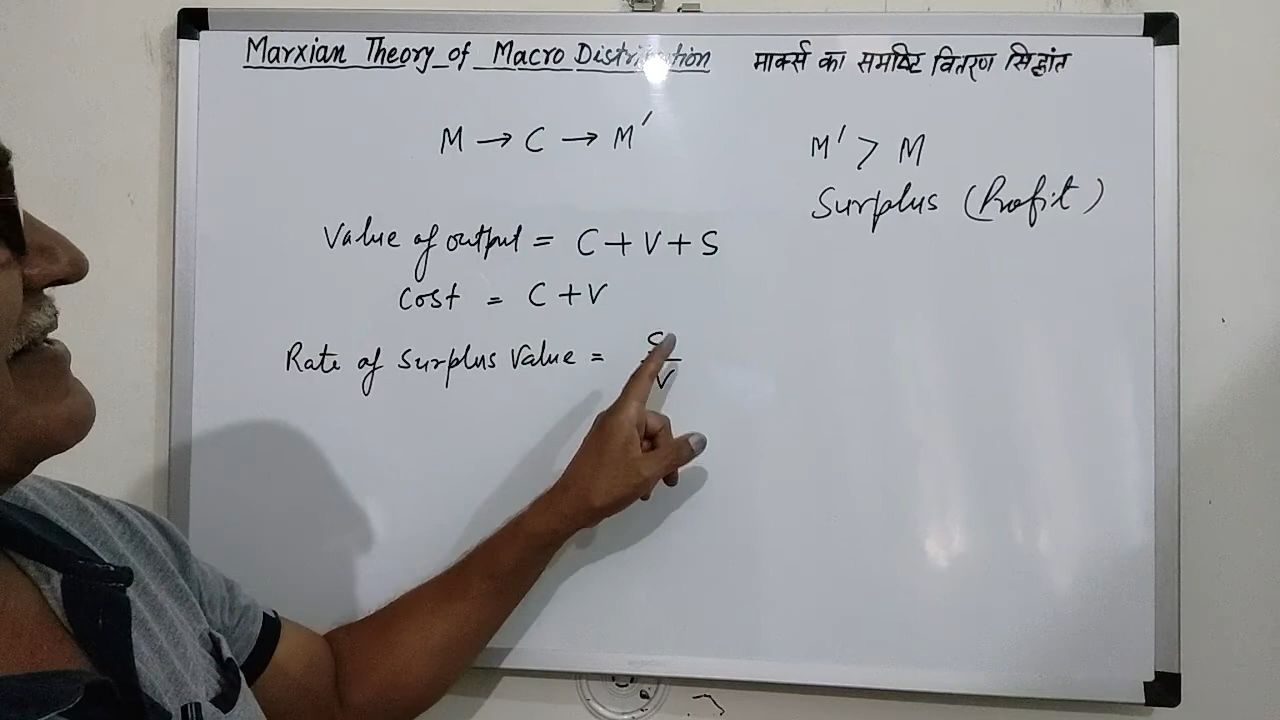 Marxian Theory of Macro Distribution मार्क्स का समष्टि वितरण सिद्धांत
M → C → M′
M′ > M
Surplus (Profit)
Value of output = C + V + S
Cost = C + V
Rate of Surplus Value = S / V